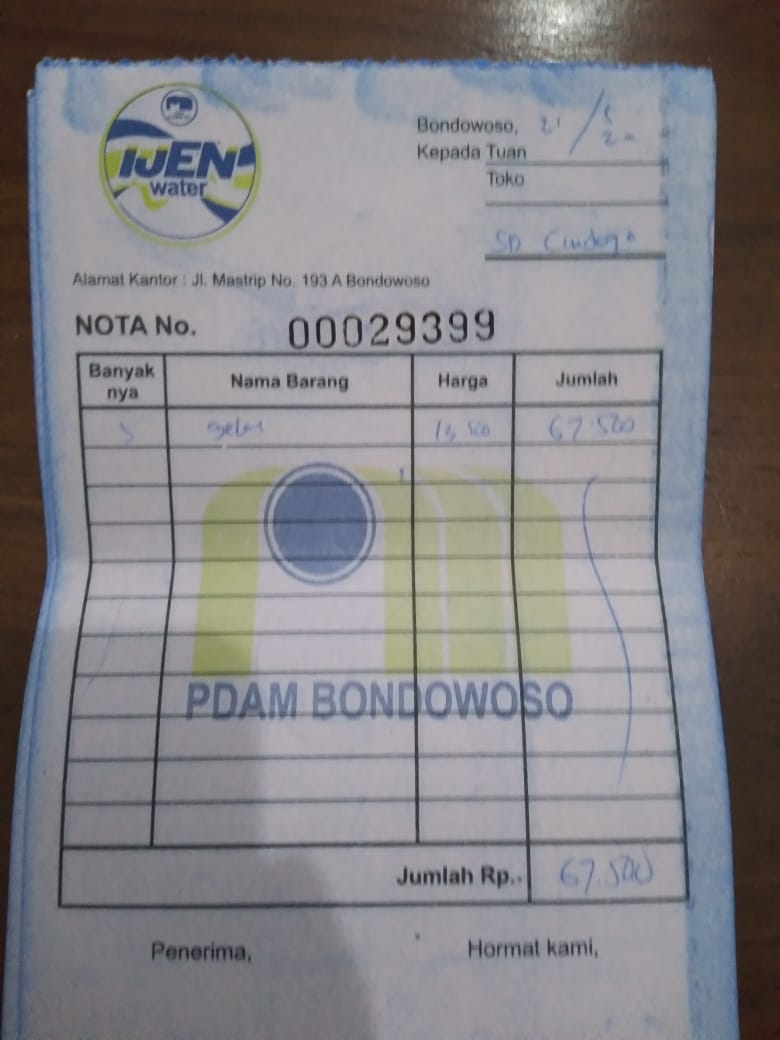 IJEN
water
Bondowoso, 21/5
20
Kepada Tuan
Toko
SD
Alamat Kantor : Jl. Mastrip No. 193 A Bondowoso
NOTA No. 00029399
Banyak nya Nama Barang Harga Jumlah
5 gelas 13.500 67.500
PDAM BONDOWOSO
Jumlah Rp. 67.500
Penerima, Hormat kami,